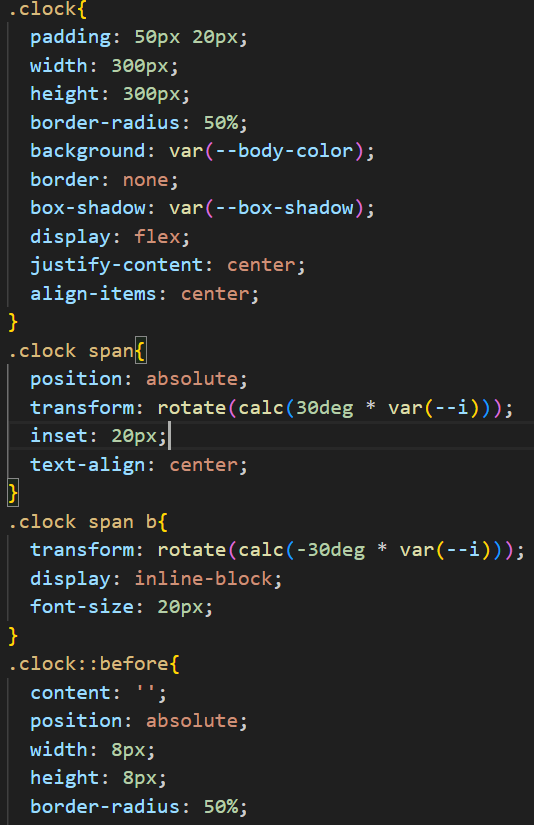 .clock{
padding: 50px 20px;
width: 300px;
height: 300px;
border-radius: 50%;
background: var(--body-color);
border: none;
box-shadow: var(--box-shadow);
display: flex;
justify-content: center;
align-items: center;
}
.clock span{
position: absolute;
transform: rotate(calc(30deg * var(--i)));
inset: 20px;
text-align: center;
}
.clock span b{
transform: rotate(calc(-30deg * var(--i)));
display: inline-block;
font-size: 20px;
}
.clock::before{
content: '';
position: absolute;
width: 8px;
height: 8px;
border-radius: 50%;